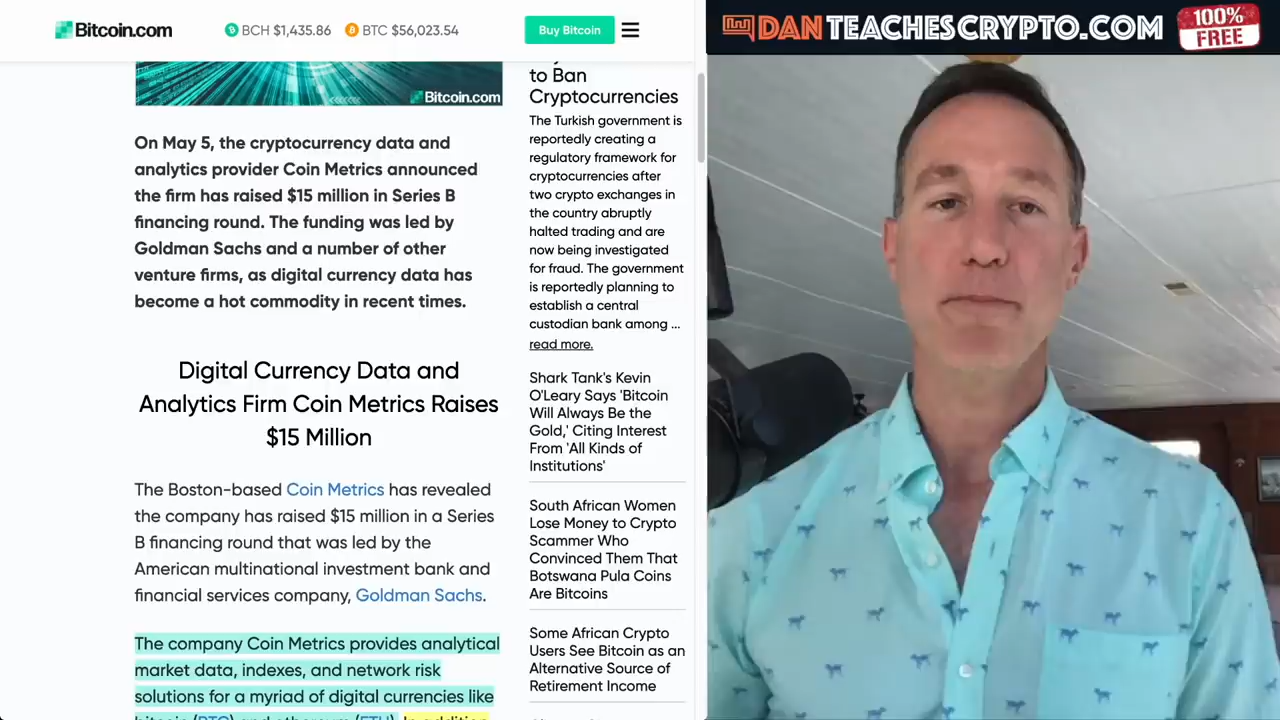 Bitcoin.com
BCH $1,435.86
BTC $56,023.54
Buy Bitcoin
DAN TEACHESCRYPTO.COM
100%
FREE
Bitcoin.com
On May 5, the cryptocurrency data and
analytics provider Coin Metrics announced
the firm has raised $15 million in Series B
financing round. The funding was led by
Goldman Sachs and a number of other
venture firms, as digital currency data has
become a hot commodity in recent times.
Digital Currency Data and
Analytics Firm Coin Metrics Raises
$15 Million
The Boston-based Coin Metrics has revealed
the company has raised $15 million in a Series
B financing round that was led by the
American multinational investment bank and
financial services company, Goldman Sachs.
The company Coin Metrics provides analytical
market data, indexes, and network risk
solutions for a myriad of digital currencies like
bitcoin (BTC) and ethereum (ETH). In addition
to Ban
Cryptocurrencies
The Turkish government is
reportedly creating a
regulatory framework for
cryptocurrencies after
two crypto exchanges in
the country abruptly
halted trading and are
now being investigated
for fraud. The government
is reportedly planning to
establish a central
custodian bank among ...
read more.
Shark Tank's Kevin
O'Leary Says 'Bitcoin
Will Always Be the
Gold,' Citing Interest
From 'All Kinds of
Institutions'
South African Women
Lose Money to Crypto
Scammer Who
Convinced Them That
Botswana Pula Coins
Are Bitcoins
Some African Crypto
Users See Bitcoin as an
Alternative Source of
Retirement Income